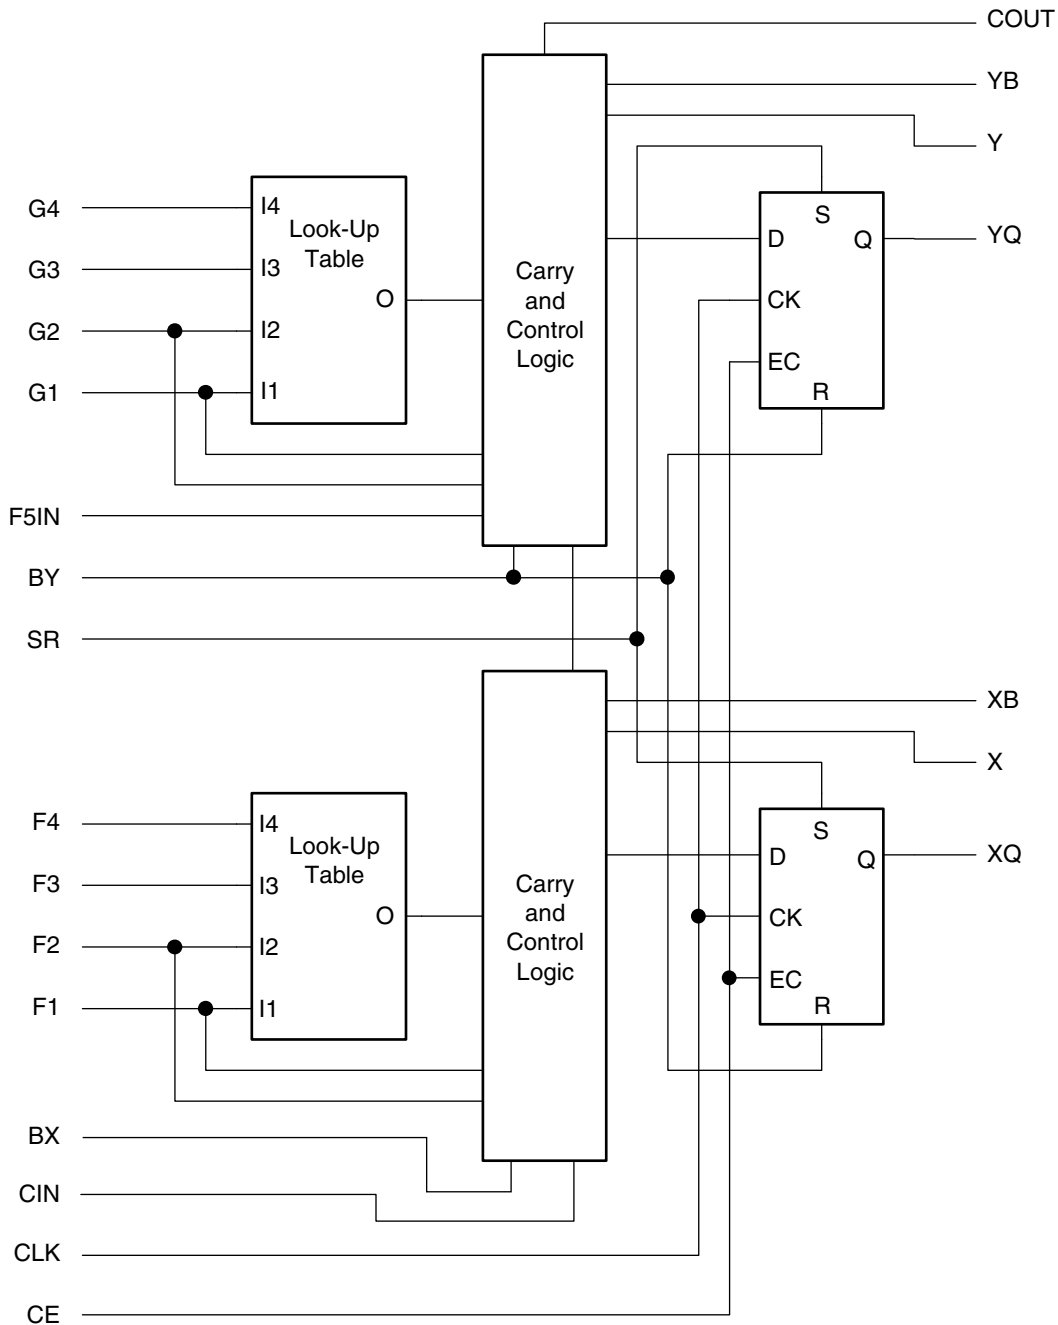 COUT
YB
Y
G4
I4
Look-Up
Table
S
D
Q
YQ
G3
I3
Carry
and
Control
Logic
O
CK
G2
I2
EC
G1
I1
R
F5IN
BY
SR
XB
X
F4
I4
Look-Up
Table
S
D
Q
XQ
F3
I3
Carry
and
Control
Logic
O
CK
F2
I2
EC
F1
I1
R
BX
CIN
CLK
CE